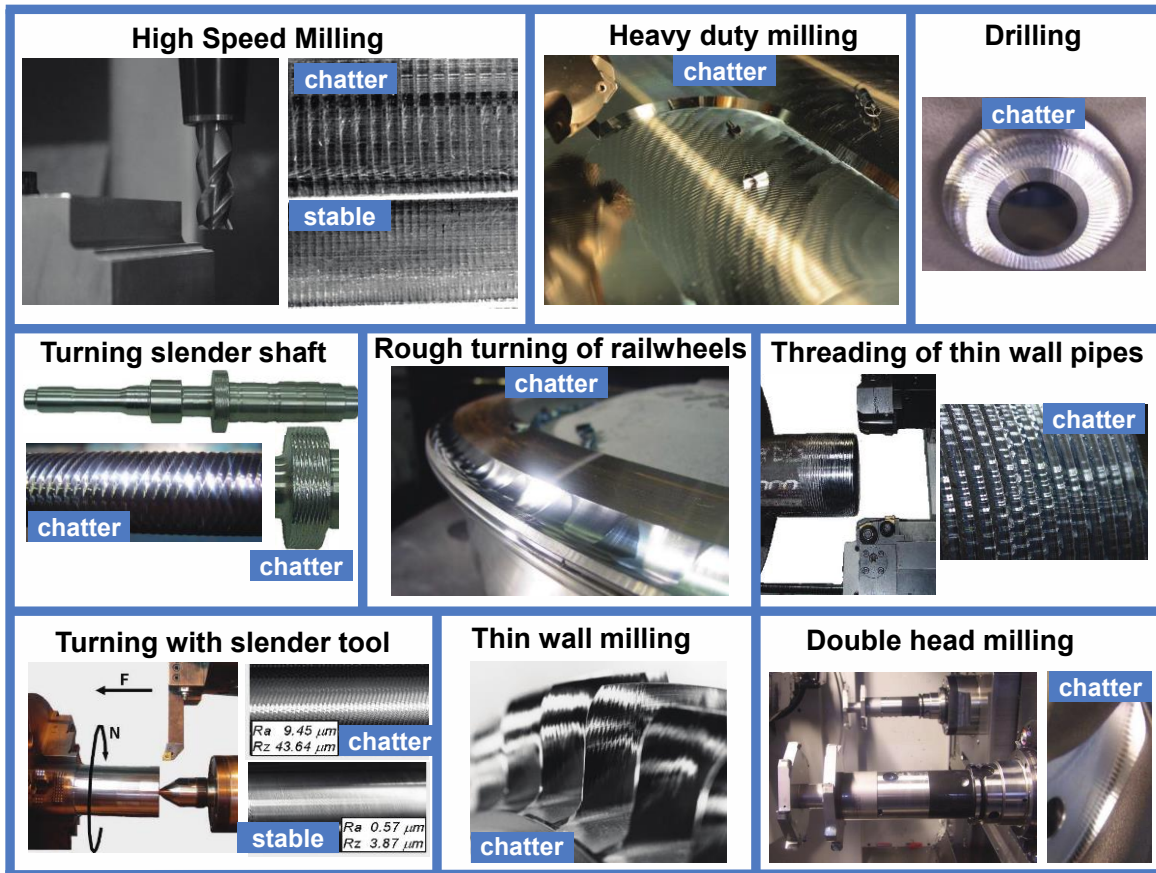 High Speed Milling
chatter
stable
Heavy duty milling
chatter
Drilling
chatter
Turning slender shaft
chatter
chatter
Rough turning of railwheels
chatter
Threading of thin wall pipes
chatter
Turning with slender tool
F
N
Ra 9.45 μm
Rz 43.64 μm
chatter
stable
Ra 0.57 μm
Rz 3.87 μm
Thin wall milling
chatter
Double head milling
chatter